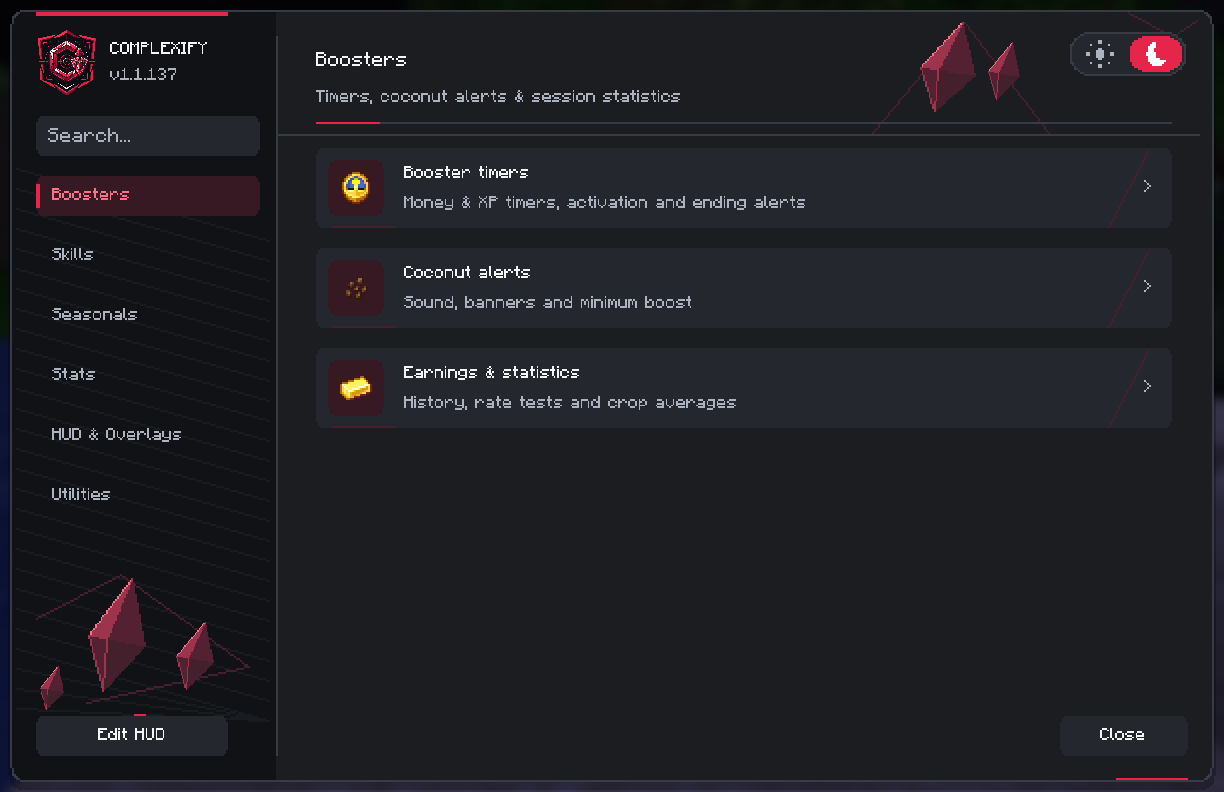 COMPLEXIFY
v1.1.137
Search...
Boosters
Skills
Seasonals
Stats
HUD & Overlays
Utilities
Edit HUD
Boosters
Timers, coconut alerts & session statistics
Booster timers
Money & XP timers, activation and ending alerts
Coconut alerts
Sound, banners and minimum boost
Earnings & statistics
History, rate tests and crop averages
Close